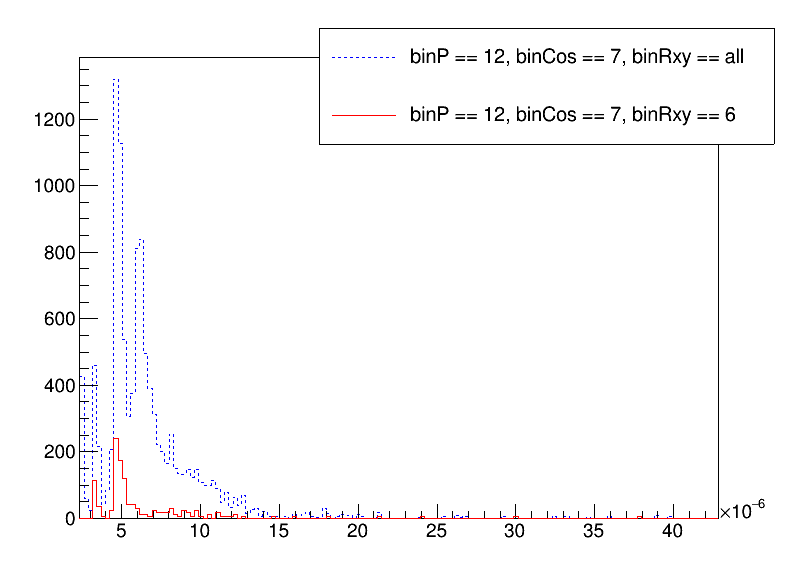 binP == 12, binCos == 7, binRxy == all
binP == 12, binCos == 7, binRxy == 6
1200
1000
800
600
400
200
0
5 10 15 20 25 30 35 40 ×10⁻⁶